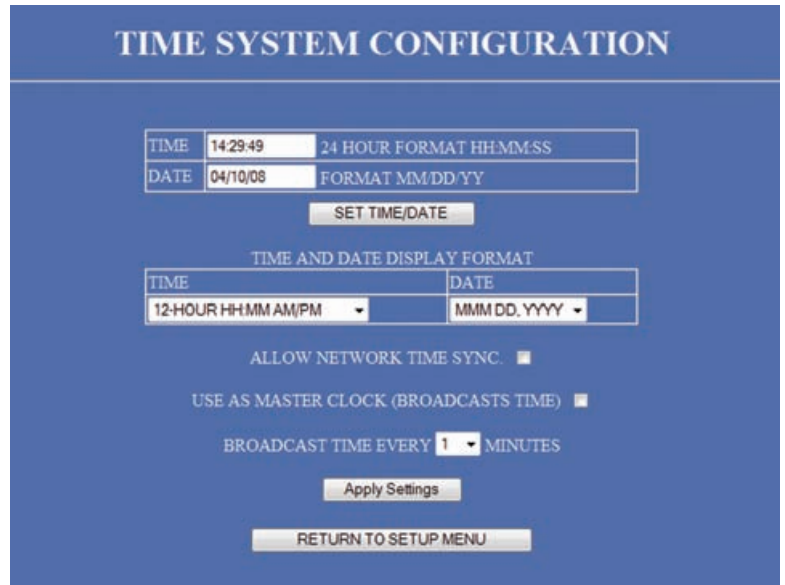 TIME SYSTEM CONFIGURATION
TIME 14:29:49 24 HOUR FORMAT HH:MM:SS
DATE 04/10/08 FORMAT MM/DD/YY
SET TIME/DATE
TIME AND DATE DISPLAY FORMAT
TIME DATE
12-HOUR HH:MM AM/PM MMM DD, YYYY
ALLOW NETWORK TIME SYNC.
USE AS MASTER CLOCK (BROADCASTS TIME)
BROADCAST TIME EVERY 1 MINUTES
Apply Settings
RETURN TO SETUP MENU